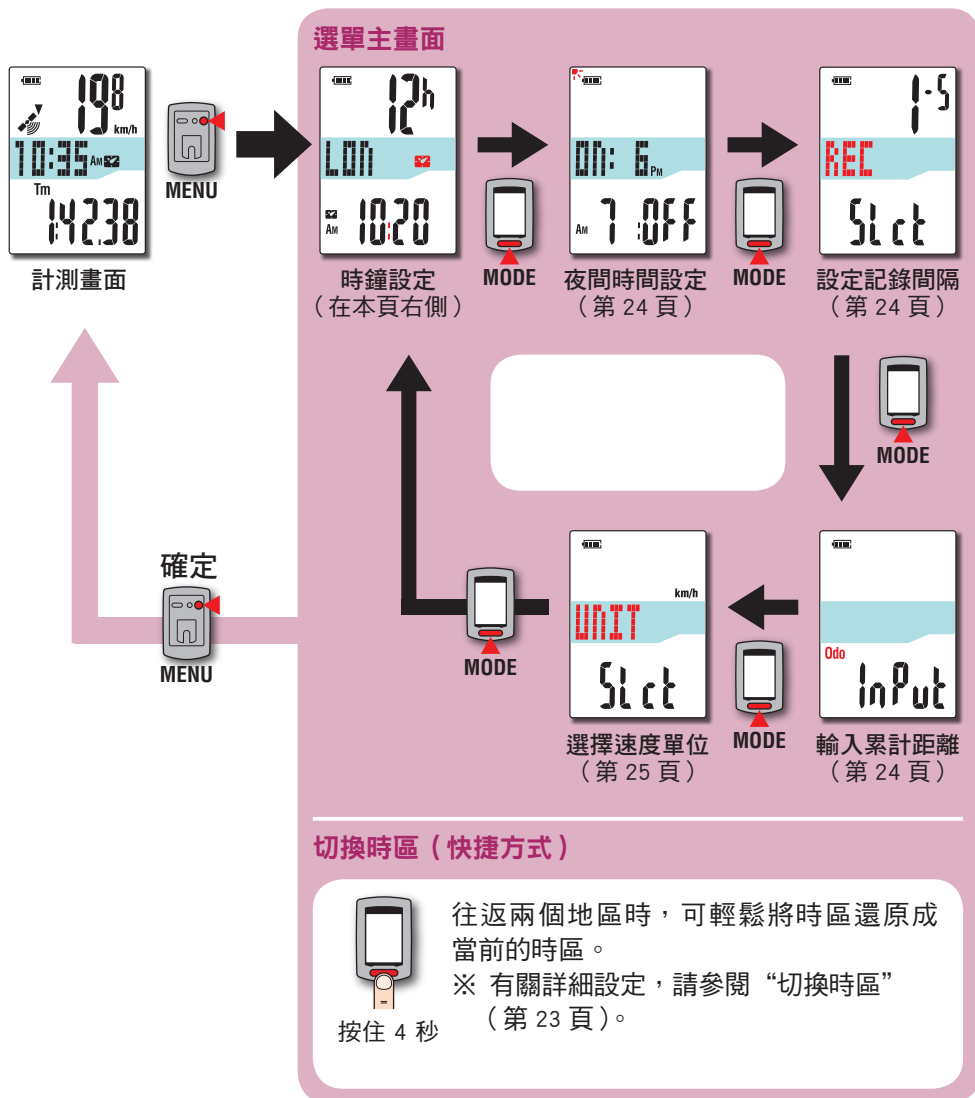 選單主畫面
198
km/h
10:35 AM
Tm
1:42.38
計測畫面
MENU
12h
LON
AM 10:20
時鐘設定
（在本頁右側）
MODE
ON: 6 PM
AM 7 :OFF
夜間時間設定
（第 24 頁）
MODE
1-5
REC
SLct
設定記錄間隔
（第 24 頁）
MODE
Odo
InPut
輸入累計距離
（第 24 頁）
MODE
km/h
UNIT
SLct
選擇速度單位
（第 25 頁）
MODE
確定
MENU
切換時區（快捷方式）
按住 4 秒
往返兩個地區時，可輕鬆將時區還原成
當前的時區。
※ 有關詳細設定，請參閱“切換時區”
（第 23 頁）。